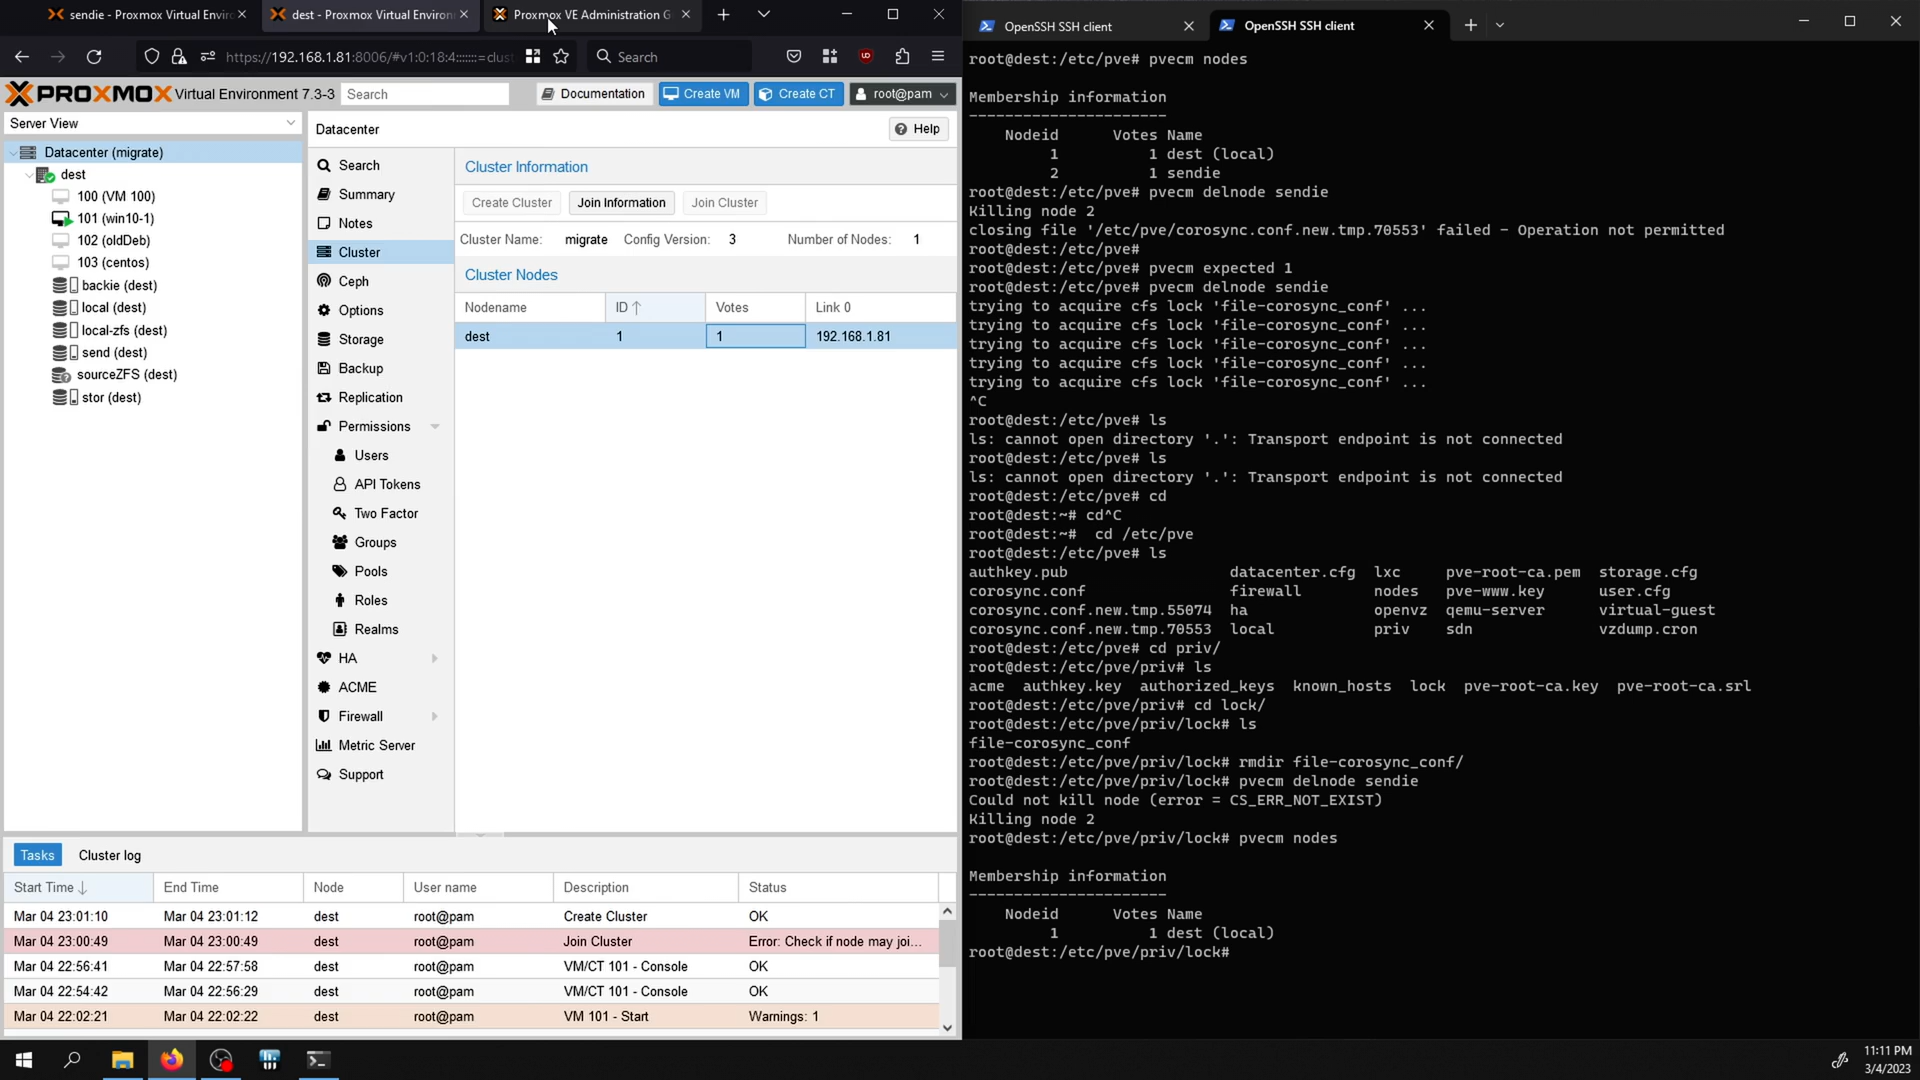 sendie - Proxmox Virtual Enviro
dest - Proxmox Virtual Environ
Proxmox VE Administration G
https://192.168.1.81:8006/#v1:0:18:4:::::::=clus
Search
PROXMOX Virtual Environment 7.3-3
Search
Documentation
Create VM
Create CT
root@pam
Server View
Datacenter (migrate)
dest
100 (VM 100)
101 (win10-1)
102 (oldDeb)
103 (centos)
backie (dest)
local (dest)
local-zfs (dest)
send (dest)
sourceZFS (dest)
stor (dest)
Datacenter
Help
Search
Summary
Notes
Cluster
Ceph
Options
Storage
Backup
Replication
Permissions
Users
API Tokens
Two Factor
Groups
Pools
Roles
Realms
HA
ACME
Firewall
Metric Server
Support
Cluster Information
Create Cluster
Join Information
Join Cluster
Cluster Name: migrate Config Version: 3 Number of Nodes: 1
Cluster Nodes
Nodename ID Votes Link 0
dest 1 1 192.168.1.81
Tasks Cluster log
Start Time End Time Node User name Description Status
Mar 04 23:01:10 Mar 04 23:01:12 dest root@pam Create Cluster OK
Mar 04 23:00:49 Mar 04 23:00:49 dest root@pam Join Cluster Error: Check if node may joi...
Mar 04 22:56:41 Mar 04 22:57:58 dest root@pam VM/CT 101 - Console OK
Mar 04 22:54:42 Mar 04 22:56:29 dest root@pam VM/CT 101 - Console OK
Mar 04 22:02:21 Mar 04 22:02:22 dest root@pam VM 101 - Start Warnings: 1
OpenSSH SSH client
OpenSSH SSH client
root@dest:/etc/pve# pvecm nodes
Membership information
----------------------
Nodeid Votes Name
1 1 dest (local)
2 1 sendie
root@dest:/etc/pve# pvecm delnode sendie
Killing node 2
closing file '/etc/pve/corosync.conf.new.tmp.70553' failed - Operation not permitted
root@dest:/etc/pve#
root@dest:/etc/pve# pvecm expected 1
root@dest:/etc/pve# pvecm delnode sendie
trying to acquire cfs lock 'file-corosync_conf' ...
trying to acquire cfs lock 'file-corosync_conf' ...
trying to acquire cfs lock 'file-corosync_conf' ...
trying to acquire cfs lock 'file-corosync_conf' ...
trying to acquire cfs lock 'file-corosync_conf' ...
^C
root@dest:/etc/pve# ls
ls: cannot open directory '.': Transport endpoint is not connected
root@dest:/etc/pve# ls
ls: cannot open directory '.': Transport endpoint is not connected
root@dest:/etc/pve# cd
root@dest:~# cd^C
root@dest:~# cd /etc/pve
root@dest:/etc/pve# ls
authkey.pub datacenter.cfg lxc pve-root-ca.pem storage.cfg
corosync.conf firewall nodes pve-www.key user.cfg
corosync.conf.new.tmp.55074 ha openvz qemu-server virtual-guest
corosync.conf.new.tmp.70553 local priv sdn vzdump.cron
root@dest:/etc/pve# cd priv/
root@dest:/etc/pve/priv# ls
acme authkey.key authorized_keys known_hosts lock pve-root-ca.key pve-root-ca.srl
root@dest:/etc/pve/priv# cd lock/
root@dest:/etc/pve/priv/lock# ls
file-corosync_conf
root@dest:/etc/pve/priv/lock# rmdir file-corosync_conf/
root@dest:/etc/pve/priv/lock# pvecm delnode sendie
Could not kill node (error = CS_ERR_NOT_EXIST)
Killing node 2
root@dest:/etc/pve/priv/lock# pvecm nodes
Membership information
----------------------
Nodeid Votes Name
1 1 dest (local)
root@dest:/etc/pve/priv/lock#
11:11 PM
3/4/2023